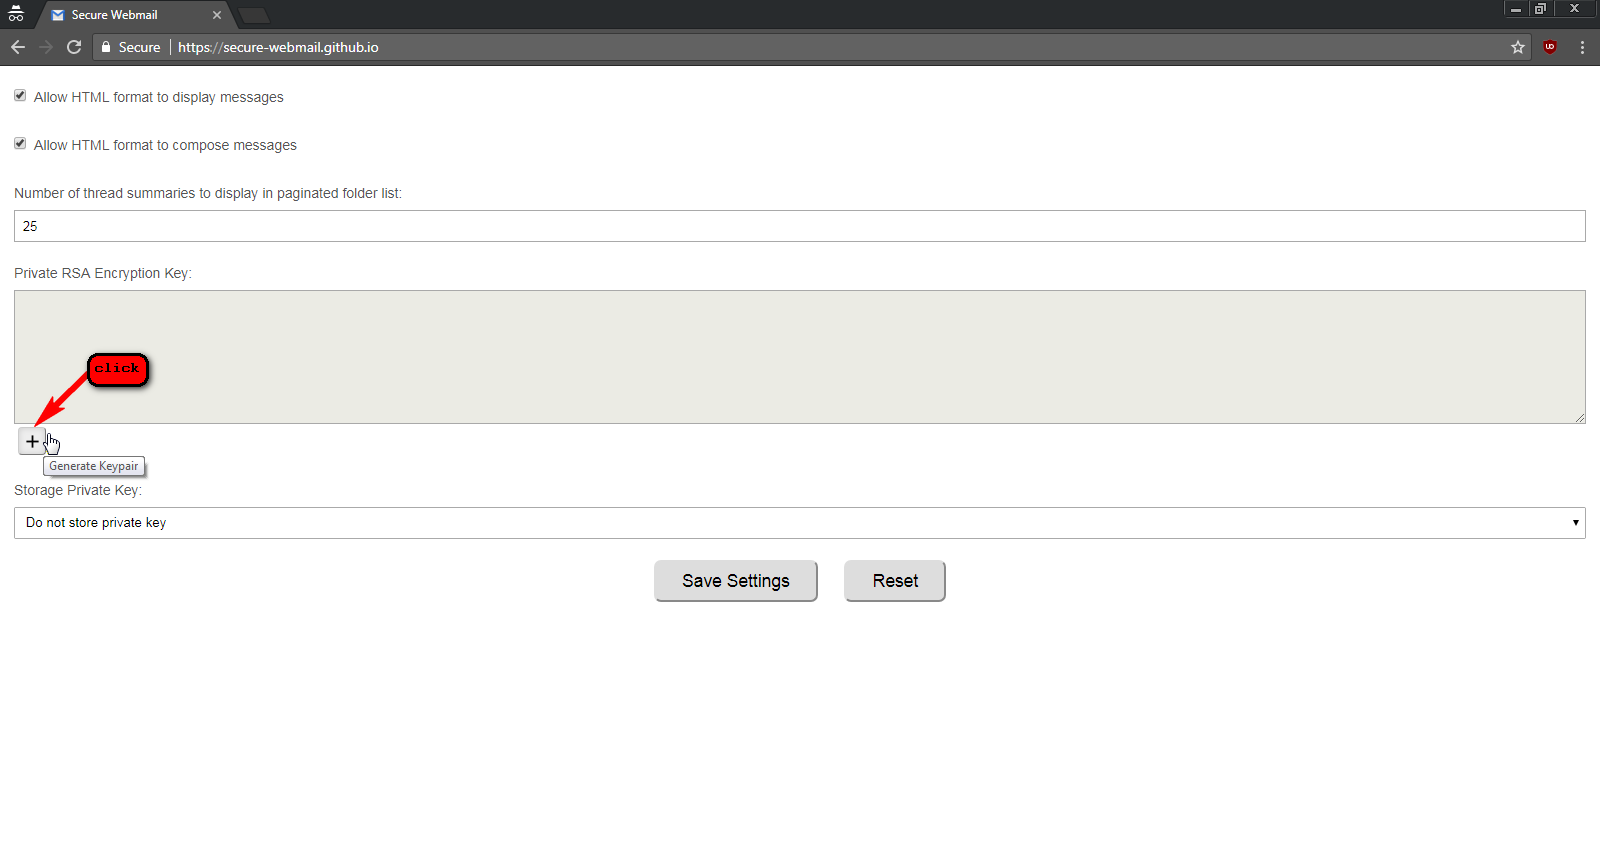 Secure Webmail
Secure | https://secure-webmail.github.io
Allow HTML format to display messages
Allow HTML format to compose messages
Number of thread summaries to display in paginated folder list:
25
Private RSA Encryption Key:
click
+
Generate Keypair
Storage Private Key:
Do not store private key
Save Settings Reset